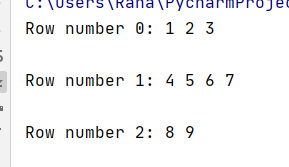 C:\Users\Rana\PycharmProjec
Row number 0: 1 2 3
Row number 1: 4 5 6 7
Row number 2: 8 9